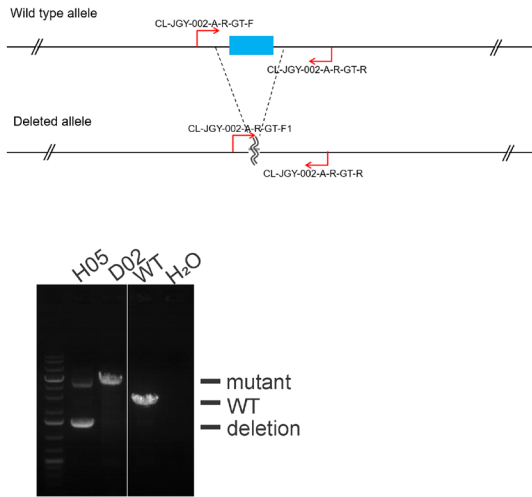 Wild type allele
CL-JGY-002-A-R-GT-F
CL-JGY-002-A-R-GT-R
Deleted allele
CL-JGY-002-A-R-GT-F1
CL-JGY-002-A-R-GT-R
H05 D02 WT H₂O
mutant
WT
deletion